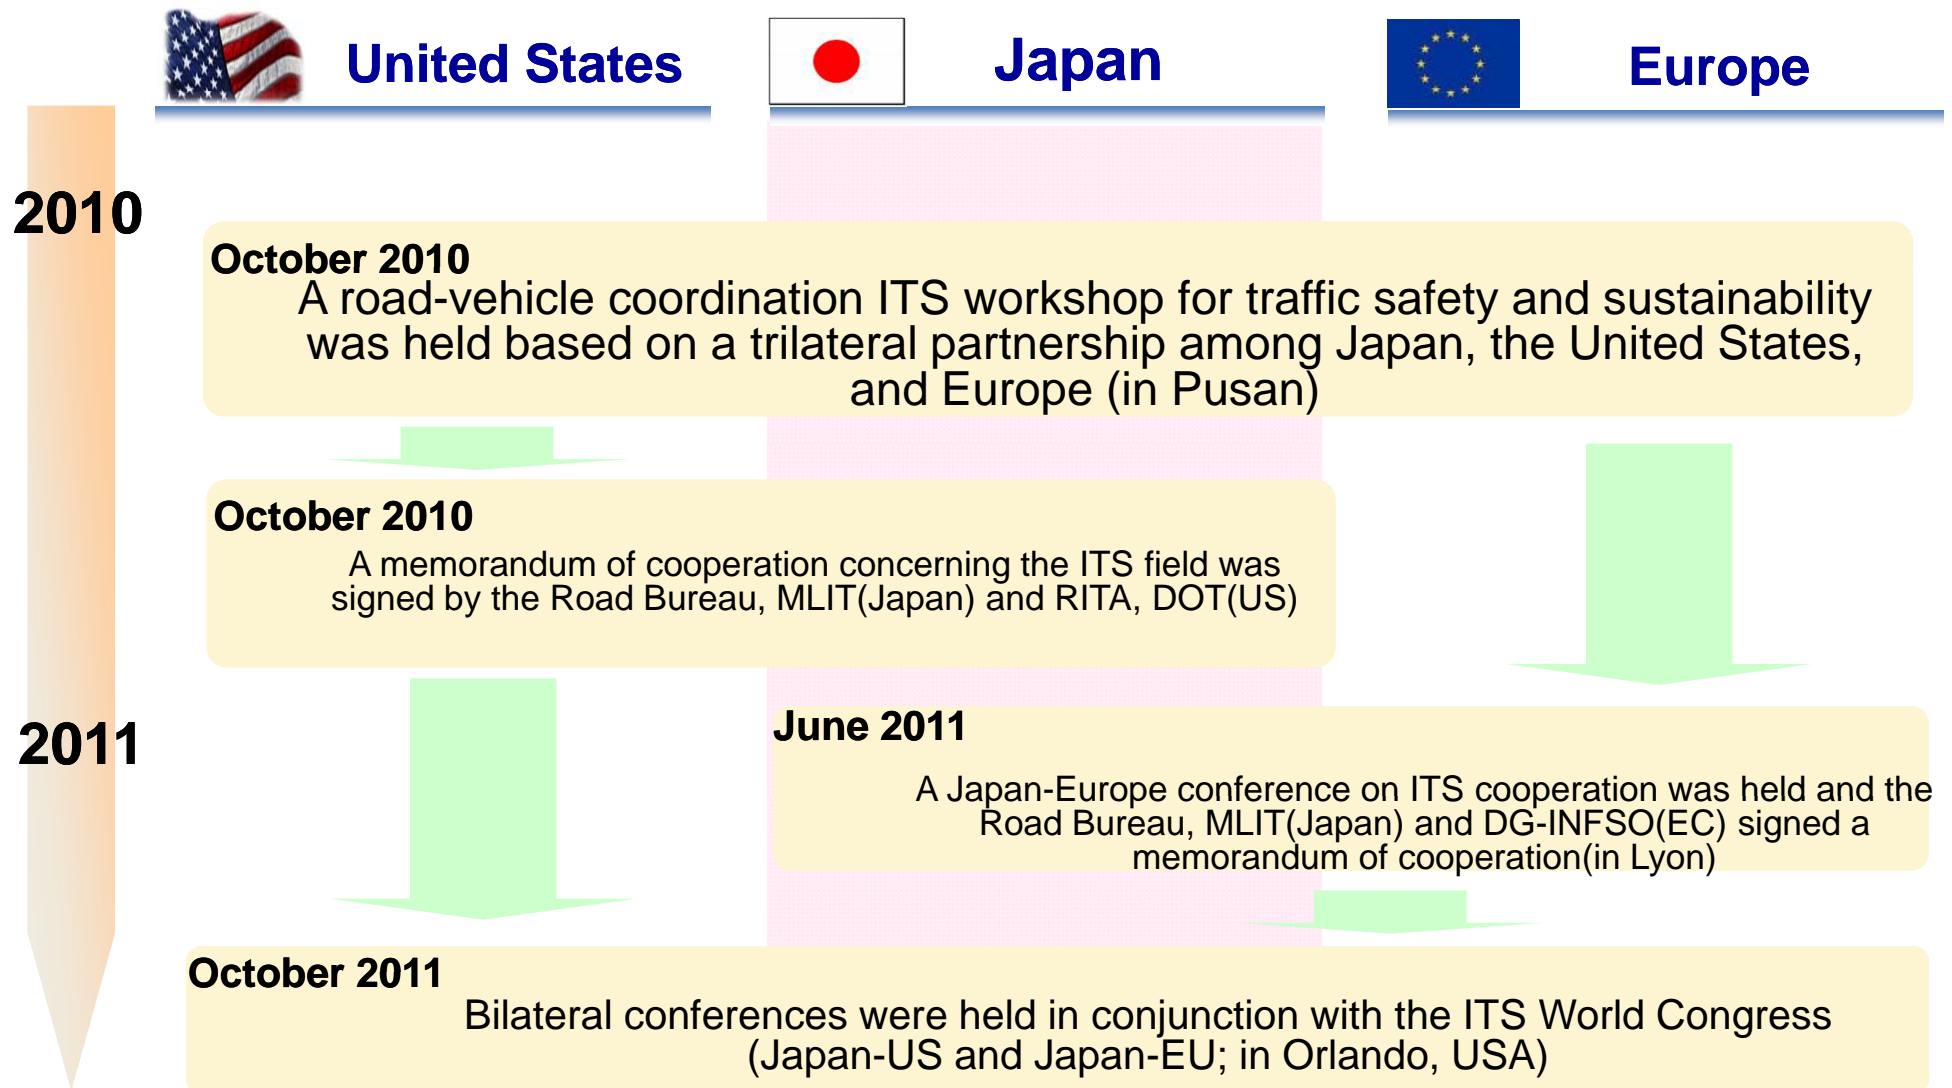 United States
Japan
Europe
2010
October 2010
A road-vehicle coordination ITS workshop for traffic safety and sustainability
was held based on a trilateral partnership among Japan, the United States,
and Europe (in Pusan)
October 2010
A memorandum of cooperation concerning the ITS field was
signed by the Road Bureau, MLIT(Japan) and RITA, DOT(US)
2011
June 2011
A Japan-Europe conference on ITS cooperation was held and the
Road Bureau, MLIT(Japan) and DG-INFSO(EC) signed a
memorandum of cooperation(in Lyon)
October 2011
Bilateral conferences were held in conjunction with the ITS World Congress
(Japan-US and Japan-EU; in Orlando, USA)